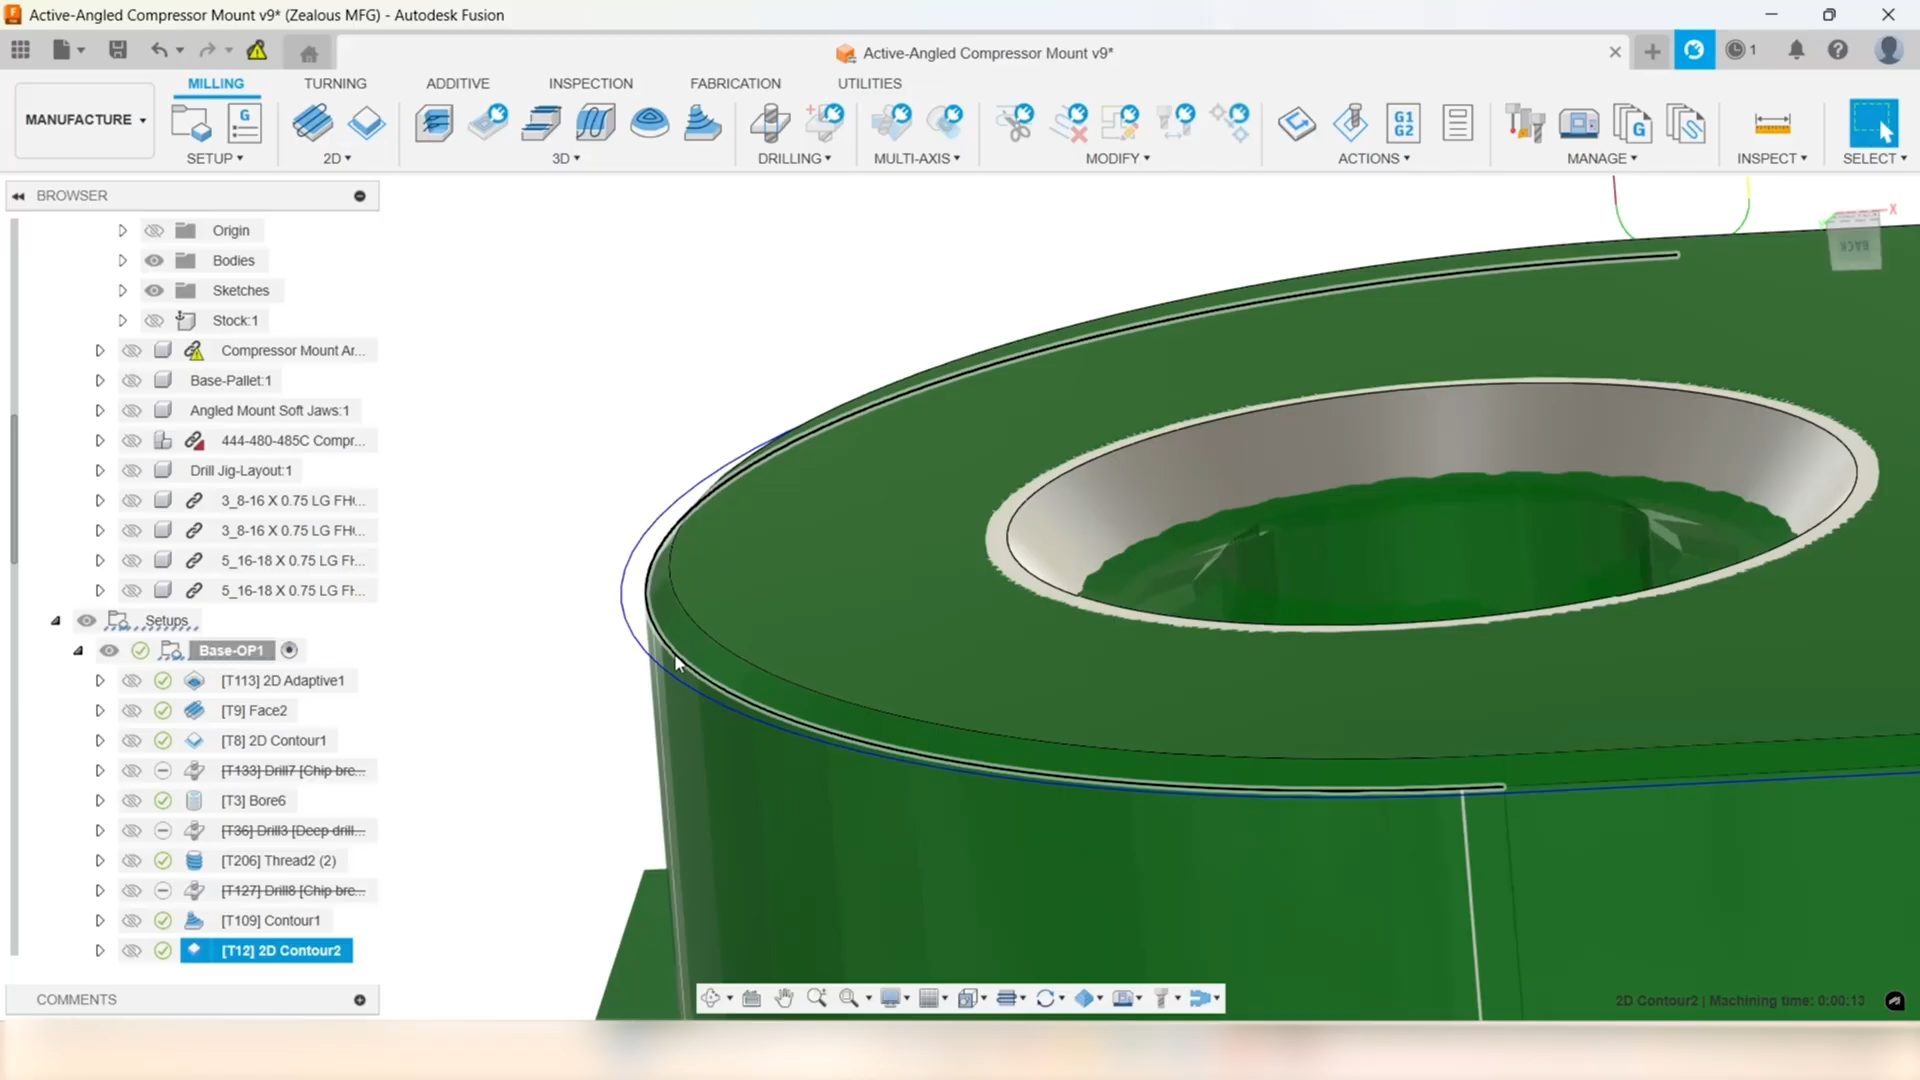 Active-Angled Compressor Mount v9* (Zealous MFG) - Autodesk Fusion
Active-Angled Compressor Mount v9*
1
MILLING
TURNING
ADDITIVE
INSPECTION
FABRICATION
UTILITIES
MANUFACTURE
G
G1
G2
G
SETUP
2D
3D
DRILLING
MULTI-AXIS
MODIFY
ACTIONS
MANAGE
INSPECT
SELECT
BROWSER
X
BACK
Origin
Bodies
Sketches
Stock:1
Compressor Mount Ar...
Base-Pallet:1
Angled Mount Soft Jaws:1
444-480-485C Compr...
Drill Jig-Layout:1
3_8-16 X 0.75 LG FH(...
3_8-16 X 0.75 LG FH(...
5_16-18 X 0.75 LG FH...
5_16-18 X 0.75 LG FH...
Setups
Base-OP1
[T113] 2D Adaptive1
[T9] Face2
[T8] 2D Contour1
[T133] Drill7 [Chip bre...
[T3] Bore6
[T36] Drill3 [Deep drill...
[T206] Thread2 (2)
[T127] Drill8 [Chip bre...
[T109] Contour1
[T12] 2D Contour2
COMMENTS
2D Contour2 | Machining time: 0:00:13